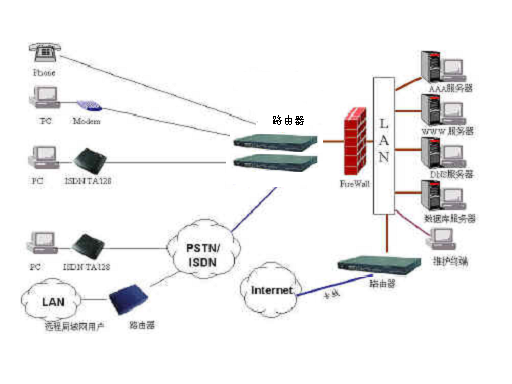 Phone
PC
Modem
PC
ISDN TA128
路由器
FireWall
LAN
AAA服务器
WWW 服务器
DNS服务器
数据库服务器
维护终端
PC
ISDN-TA128
PSTN/
ISDN
LAN
远程局域网用户
路由器
Internet
专线
路由器